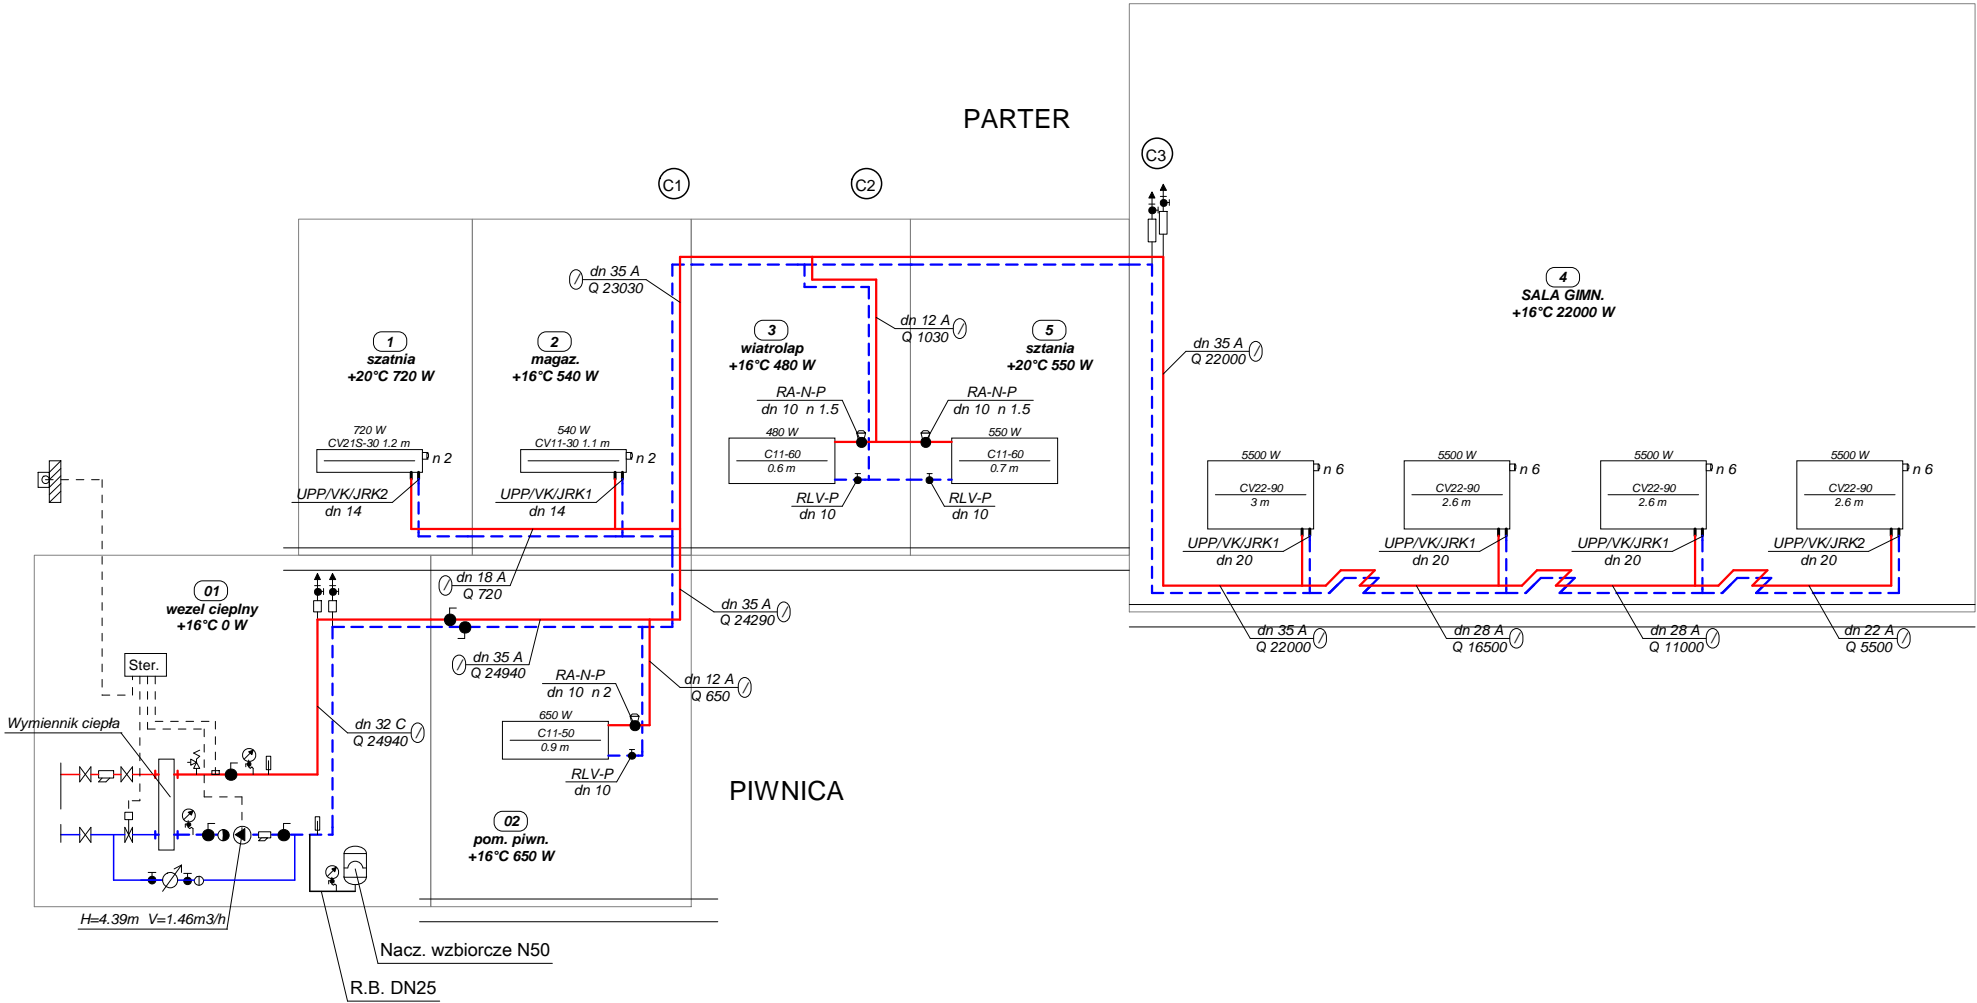 PARTER
C1
C2
C3
dn 35 A
Q 23030
1
szatnia
+20°C 720 W
2
magaz.
+16°C 540 W
3
wiatrolap
+16°C 480 W
dn 12 A
Q 1030
5
sztania
+20°C 550 W
dn 35 A
Q 22000
4
SALA GIMN.
+16°C 22000 W
720 W
CV21S-30 1.2 m
n 2
UPP/VK/JRK2
dn 14
540 W
CV11-30 1.1 m
n 2
UPP/VK/JRK1
dn 14
RA-N-P
dn 10 n 1.5
RA-N-P
dn 10 n 1.5
480 W
C11-60
0.6 m
550 W
C11-60
0.7 m
RLV-P
dn 10
RLV-P
dn 10
5500 W
CV22-90
3 m
n 6
UPP/VK/JRK1
dn 20
5500 W
CV22-90
2.6 m
n 6
UPP/VK/JRK1
dn 20
5500 W
CV22-90
2.6 m
n 6
UPP/VK/JRK1
dn 20
5500 W
CV22-90
2.6 m
n 6
UPP/VK/JRK2
dn 20
dn 35 A
Q 22000
dn 28 A
Q 16500
dn 28 A
Q 11000
dn 22 A
Q 5500
dn 18 A
Q 720
dn 35 A
Q 24290
01
wezel cieplny
+16°C 0 W
dn 35 A
Q 24940
RA-N-P
dn 10 n 2
dn 12 A
Q 650
Ster.
Wymiennik ciepła
dn 32 C
Q 24940
650 W
C11-50
0.9 m
RLV-P
dn 10
PIWNICA
02
pom. piwn.
+16°C 650 W
H=4.39m V=1.46m3/h
Nacz. wzbiorcze N50
R.B. DN25